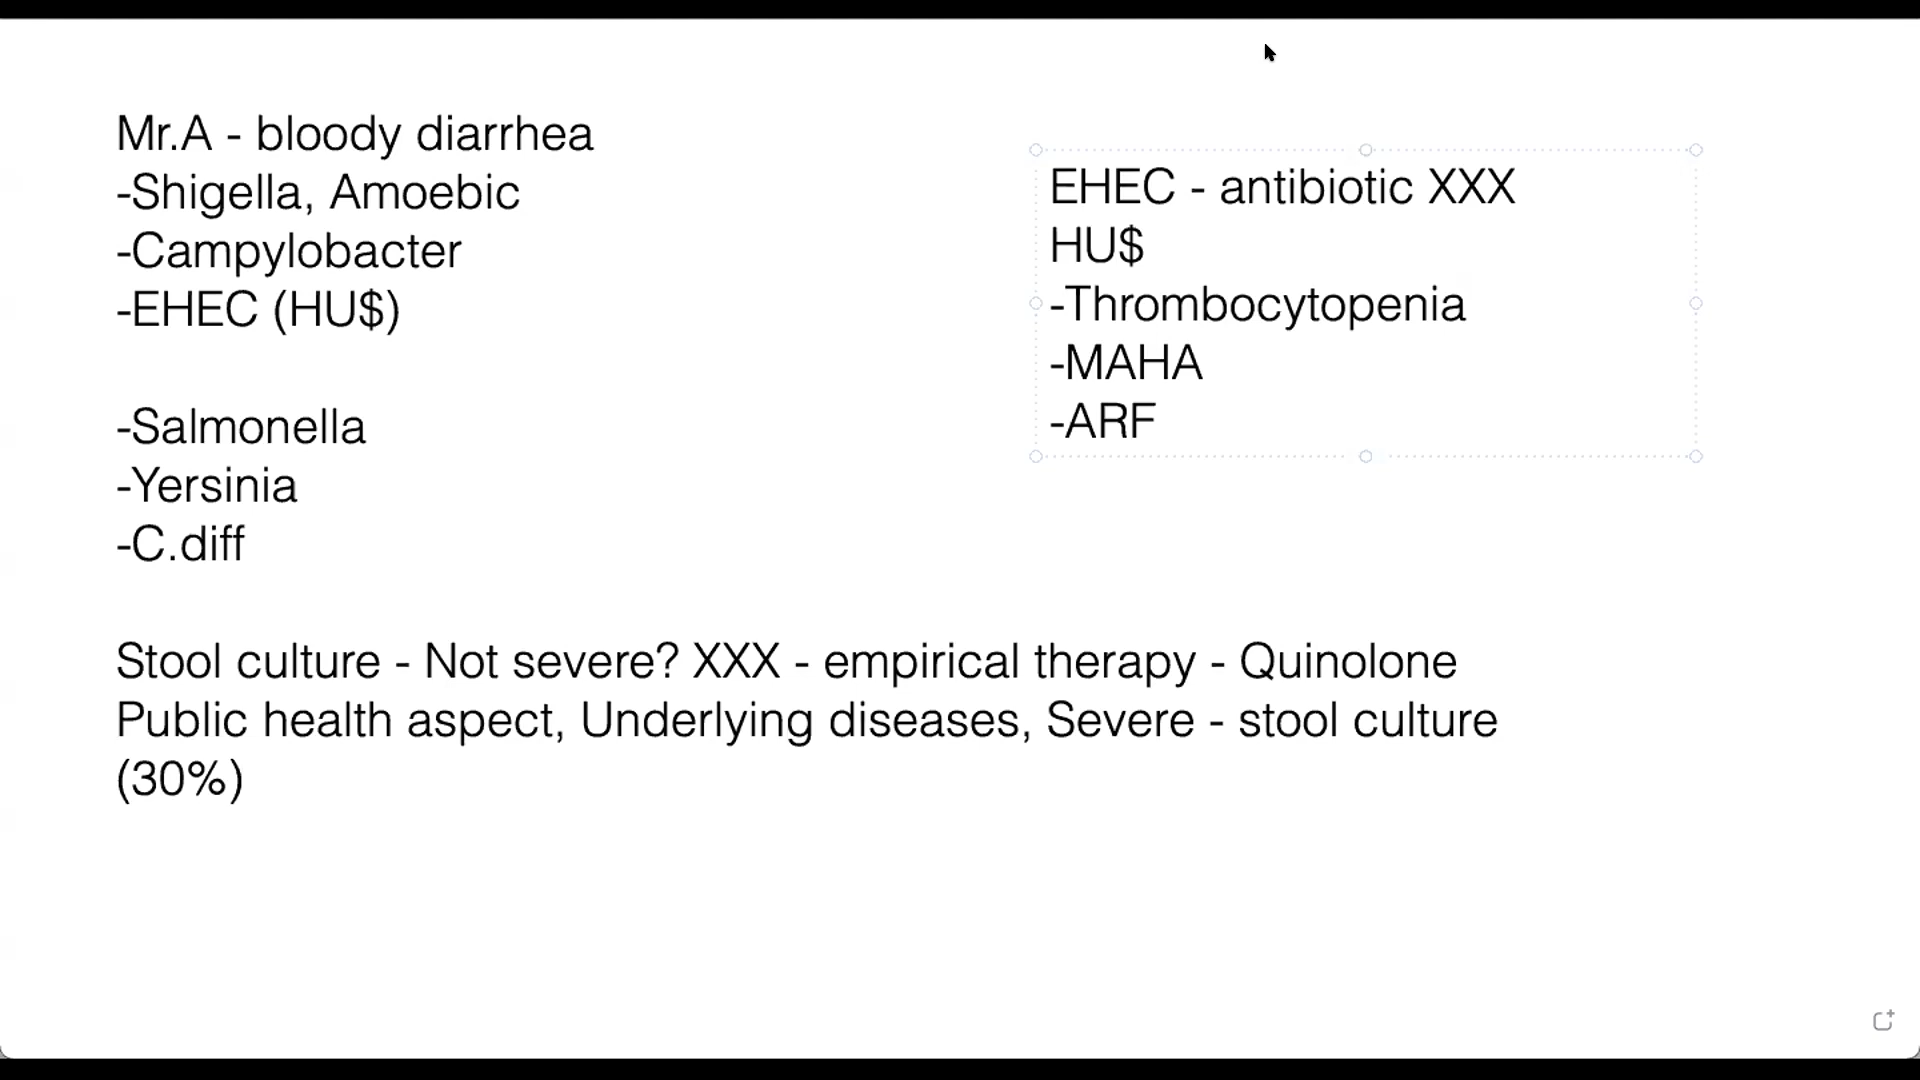 Mr.A - bloody diarrhea
-Shigella, Amoebic
-Campylobacter
-EHEC (HU$)
-Salmonella
-Yersinia
-C.diff
EHEC - antibiotic XXX
HU$
-Thrombocytopenia
-MAHA
-ARF
Stool culture - Not severe? XXX - empirical therapy - Quinolone
Public health aspect, Underlying diseases, Severe - stool culture
(30%)